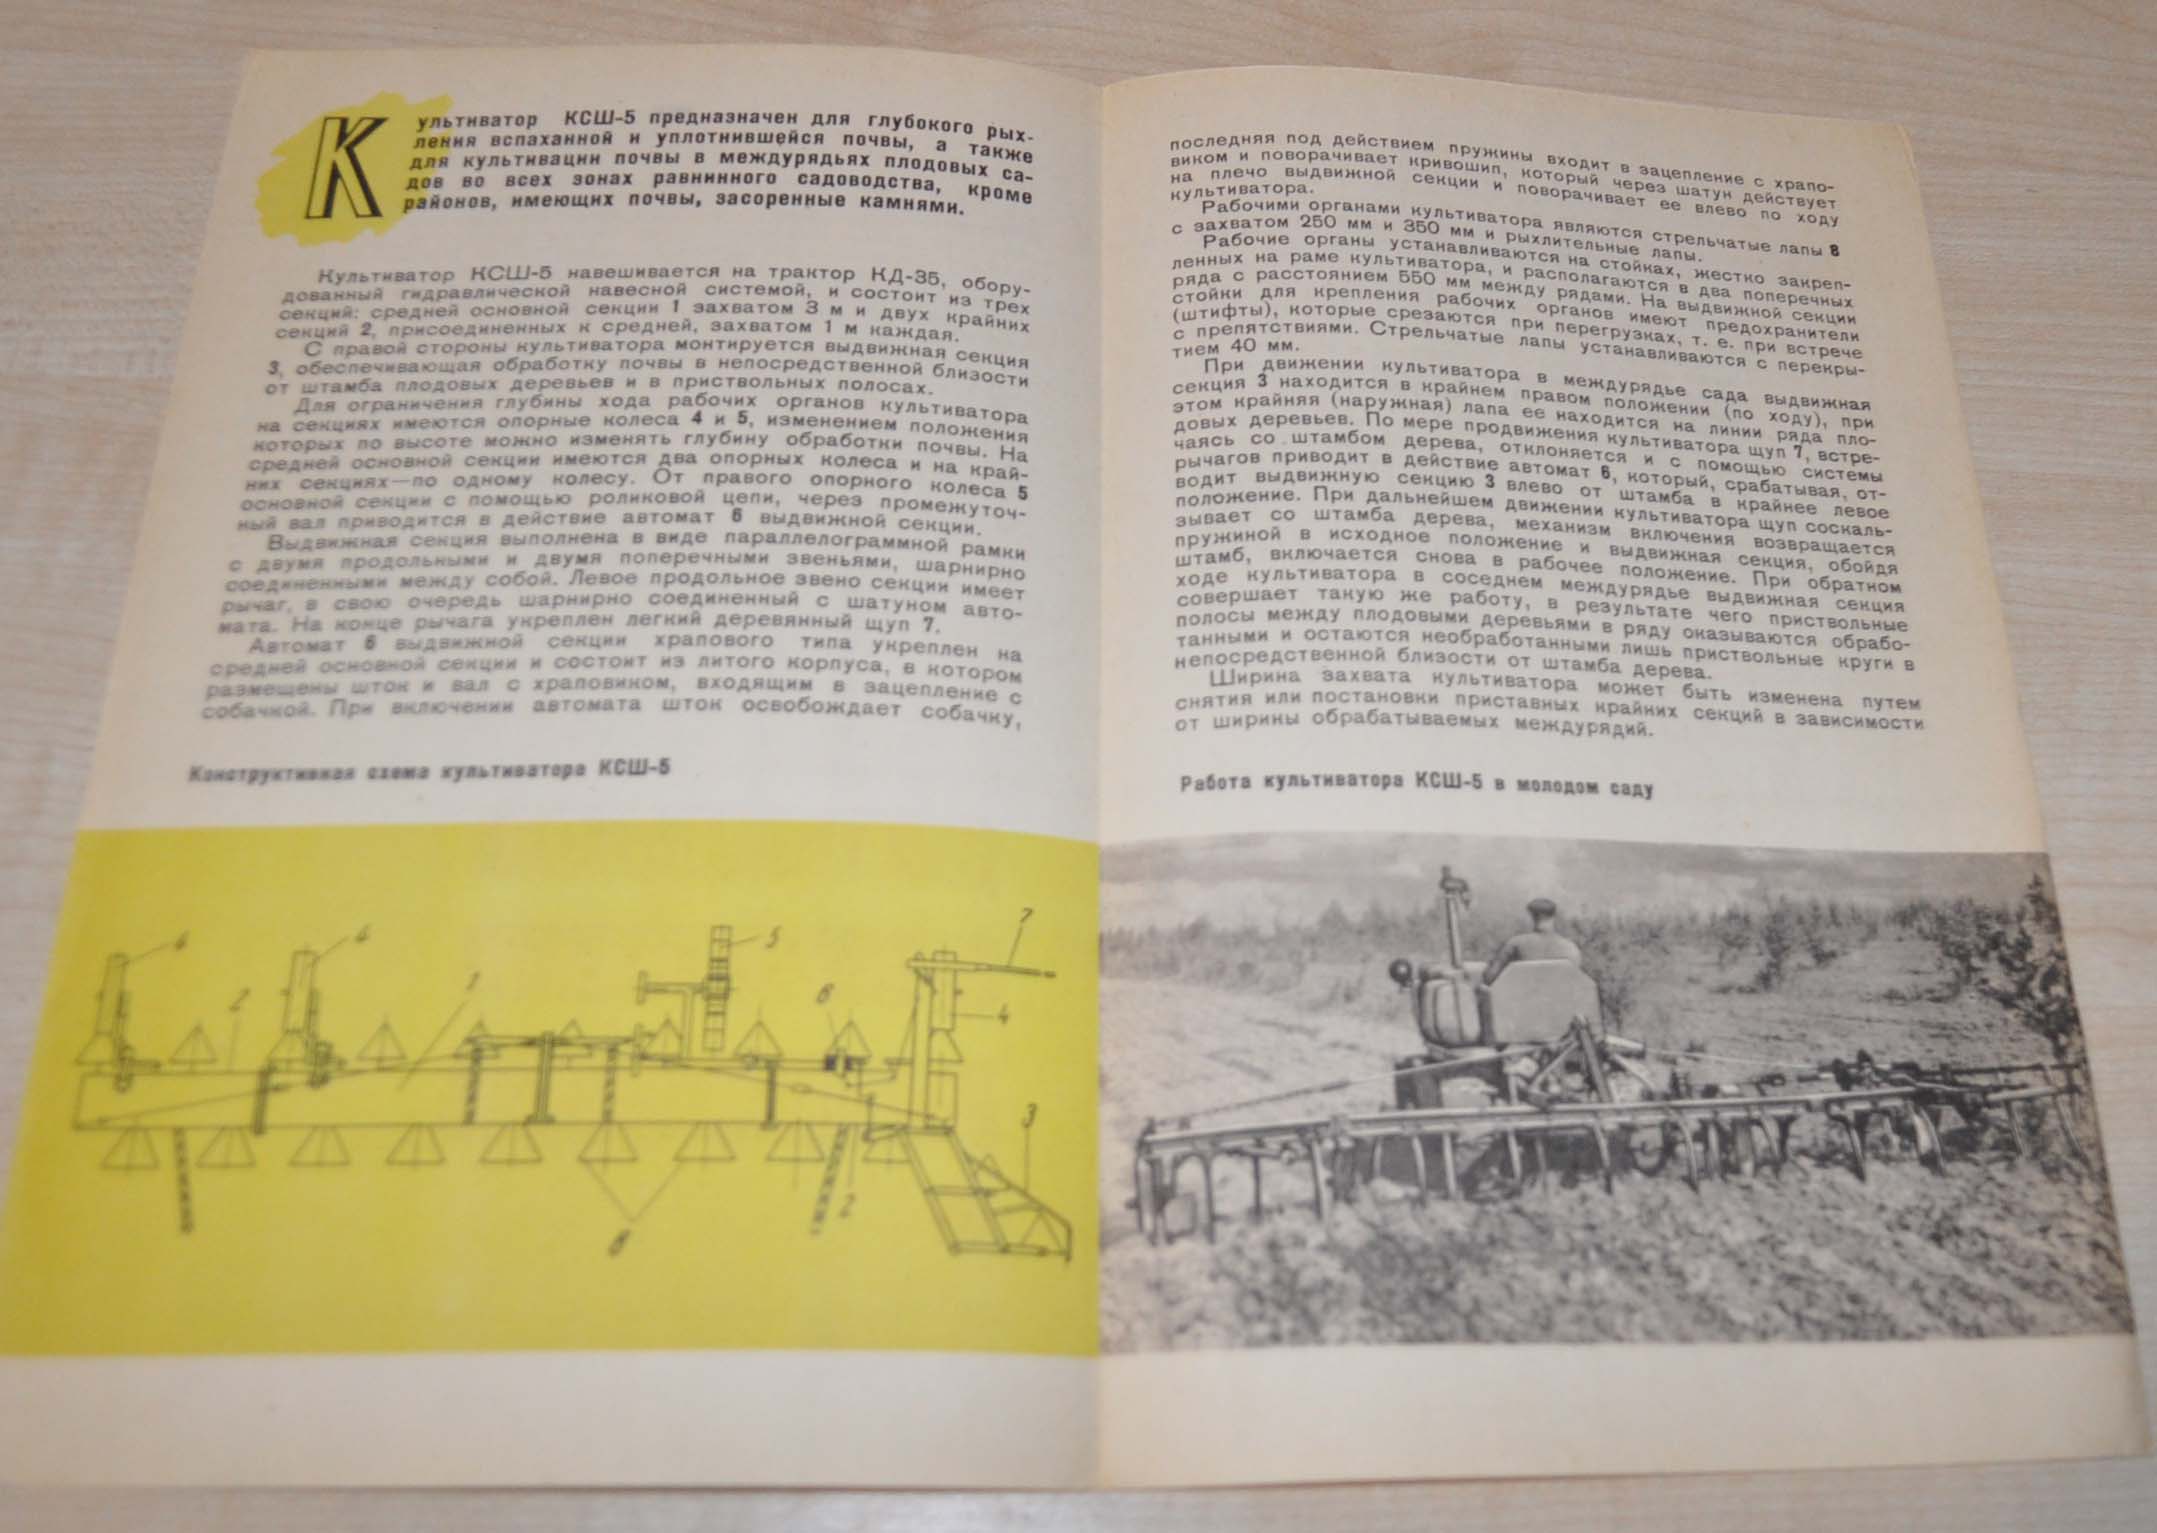 Культиватор КСШ-5 предназначен для глубокого рых-
ления вспаханной и уплотнившейся почвы, а также
для культивации почвы в междурядьях плодовых са-
дов во всех зонах равнинного садоводства, кроме
районов, имеющих почвы, засоренные камнями.
Культиватор КСШ-5 навешивается на трактор КД-35, обору-
дованный гидравлической навесной системой, и состоит из трех
секций: средней основной секции 1 захватом 3 м и двух крайних
секций 2, присоединенных к средней, захватом 1 м каждая.
С правой стороны культиватора монтируется выдвижная секция
3, обеспечивающая обработку почвы в непосредственной близости
от штамба плодовых деревьев и в приствольных полосах.
Для ограничения глубины хода рабочих органов культиватора
на секциях имеются опорные колеса 4 и 5, изменением положения
которых по высоте можно изменять глубину обработки почвы. На
средней основной секции имеются два опорных колеса и на край-
них секциях—по одному колесу. От правого опорного колеса 5
основной секции с помощью роликовой цепи, через промежуточ-
ный вал приводится в действие автомат 6 выдвижной секции.
Выдвижная секция выполнена в виде параллелограммной рамки
с двумя продольными и двумя поперечными звеньями, шарнирно
соединенными между собой. Левое продольное звено секции имеет
рычаг, в свою очередь шарнирно соединенный с шатуном авто-
мата. На конце рычага укреплен легкий деревянный щуп 7.
Автомат 6 выдвижной секции храпового типа укреплен на
средней основной секции и состоит из литого корпуса, в котором
размещены шток и вал с храповиком, входящим в зацепление с
собачкой. При включении автомата шток освобождает собачку,
Конструктивная схема культиватора КСШ-5
4
4
5
7
2
1
6
4
3
2
8
последняя под действием пружины входит в зацепление с храпо-
виком и поворачивает кривошип, который через шатун действует
на плечо выдвижной секции и поворачивает ее влево по ходу
культиватора.
Рабочими органами культиватора являются стрельчатые лапы 8
с захватом 250 мм и 350 мм и рыхлительные лапы.
Рабочие органы устанавливаются на стойках, жестко закреп-
ленных на раме культиватора, и располагаются в два поперечных
ряда с расстоянием 550 мм между рядами. На выдвижной секции
стойки для крепления рабочих органов имеют предохранители
(штифты), которые срезаются при перегрузках, т. е. при встрече
с препятствиями. Стрельчатые лапы устанавливаются с перекры-
тием 40 мм.
При движении культиватора в междурядье сада выдвижная
секция 3 находится в крайнем правом положении (по ходу), при
этом крайняя (наружная) лапа ее находится на линии ряда пло-
довых деревьев. По мере продвижения культиватора щуп 7, встре-
чаясь со штамбом дерева, отклоняется и с помощью системы
рычагов приводит в действие автомат 6, который, срабатывая, от-
водит выдвижную секцию 3 влево от штамба в крайнее левое
положение. При дальнейшем движении культиватора щуп соскаль-
зывает со штамба дерева, механизм включения возвращается
пружиной в исходное положение и выдвижная секция, обойдя
штамб, включается снова в рабочее положение. При обратном
ходе культиватора в соседнем междурядье выдвижная секция
совершает такую же работу, в результате чего приствольные
полосы между плодовыми деревьями в ряду оказываются обрабо-
танными и остаются необработанными лишь приствольные круги в
непосредственной близости от штамба дерева.
Ширина захвата культиватора может быть изменена путем
снятия или постановки приставных крайних секций в зависимости
от ширины обрабатываемых междурядий.
Работа культиватора КСШ-5 в молодом саду